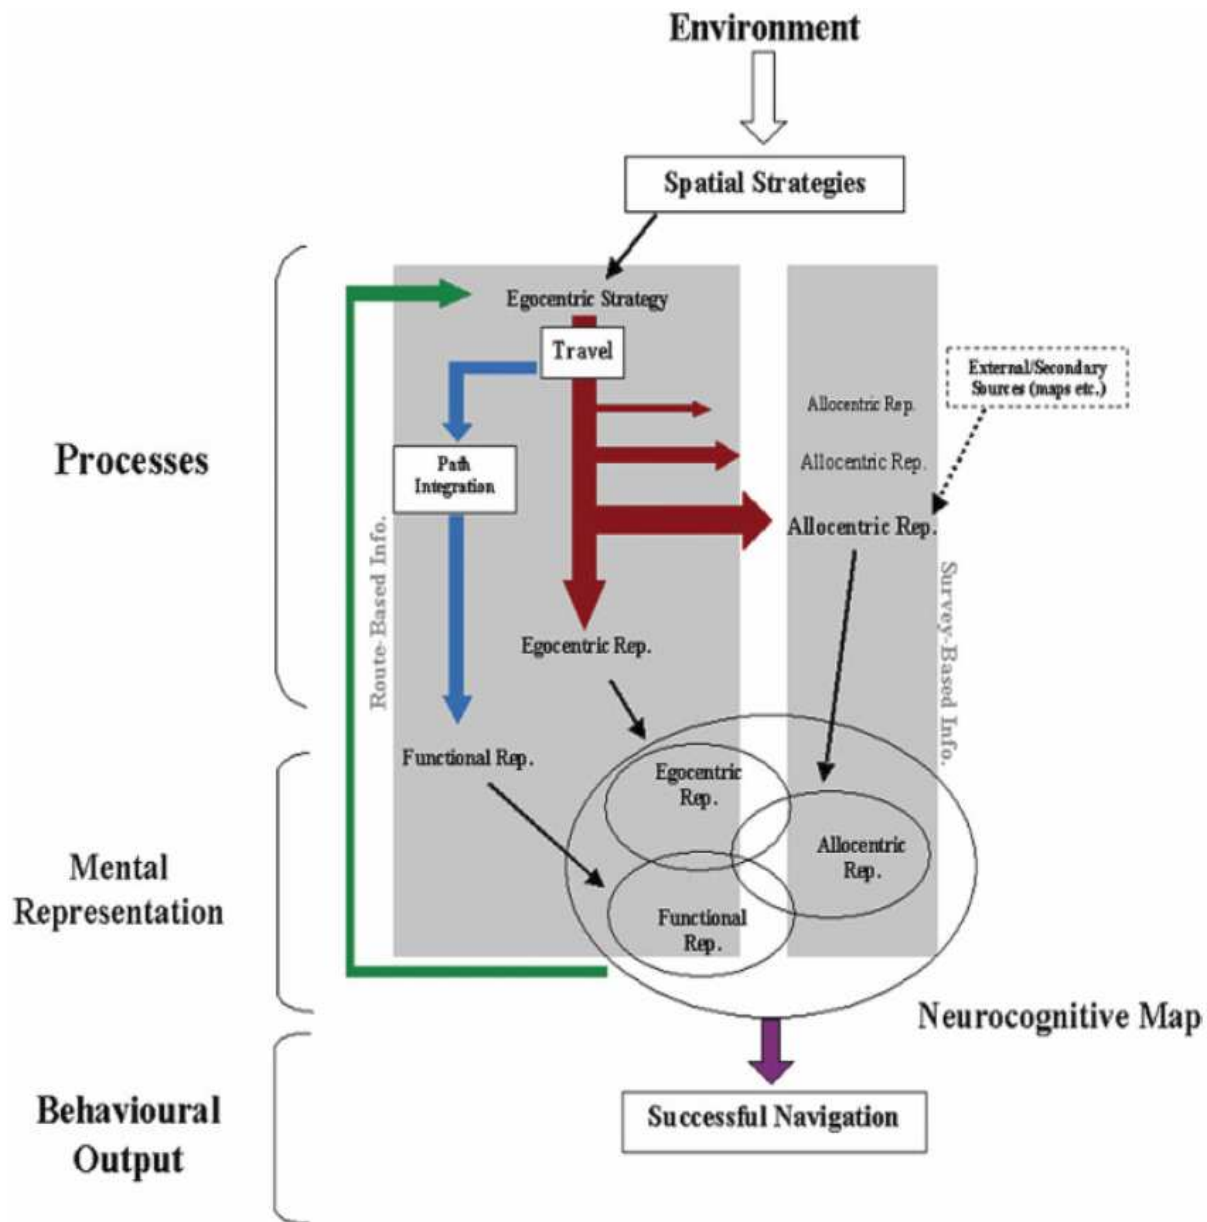 Environment
Spatial Strategies
Egocentric Strategy
Travel
External/Secondary
Sources (maps etc.)
Allocentric Rep.
Processes
Path
Integration
Allocentric Rep.
Allocentric Rep.
Route-Based Info.
Survey-Based Info.
Egocentric Rep.
Functional Rep.
Egocentric
Rep.
Mental
Representation
Allocentric
Rep.
Functional
Rep.
Neurocognitive Map
Behavioural
Output
Successful Navigation